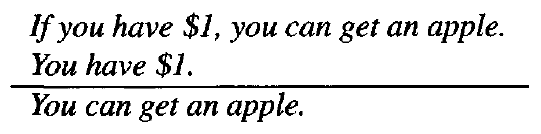 If you have $1, you can get an apple.
You have $1.
You can get an apple.